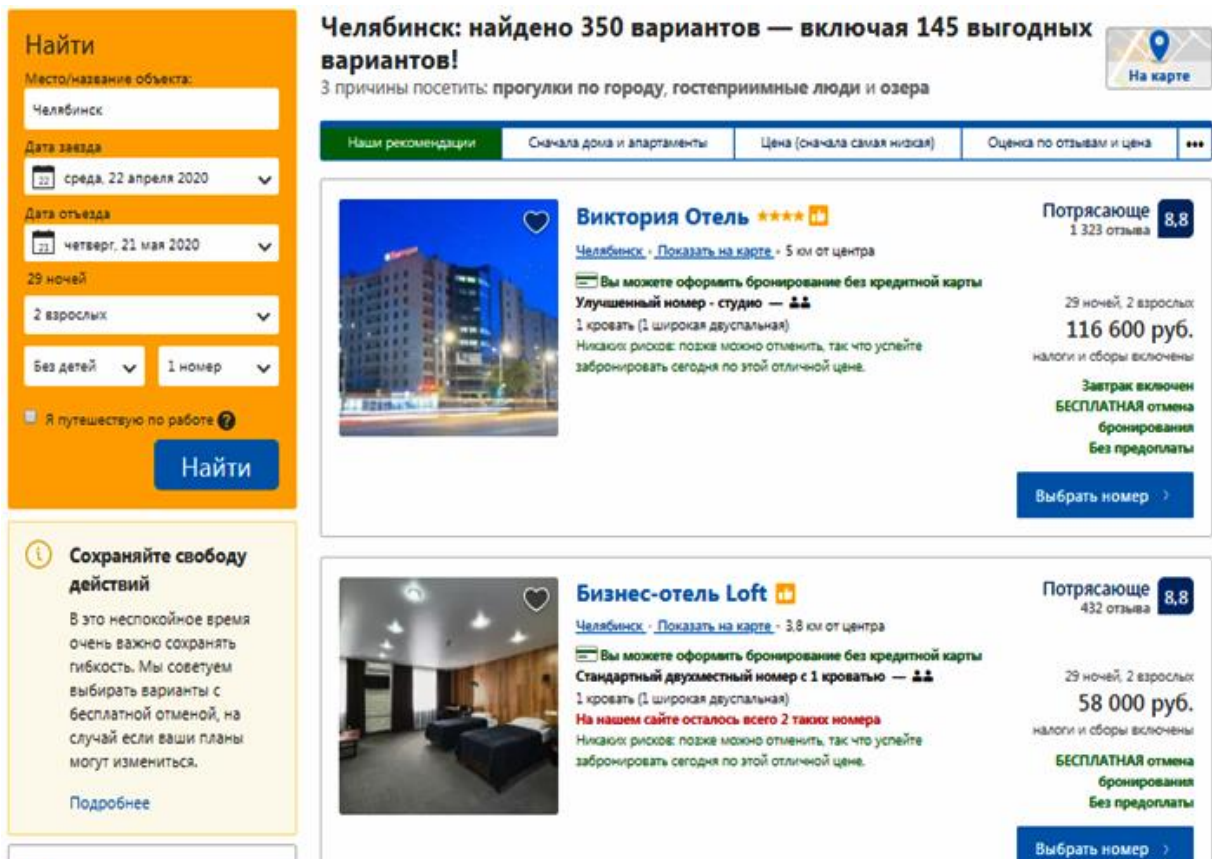 Найти
Место/название объекта:
Челябинск
Дата заезда
22 среда, 22 апреля 2020
Дата отъезда
21 четверг, 21 мая 2020
29 ночей
2 взрослых
Без детей 1 номер
Я путешествую по работе ?
Найти
Сохраняйте свободу
действий
В это неспокойное время
очень важно сохранять
гибкость. Мы советуем
выбирать варианты с
бесплатной отменой, на
случай если ваши планы
могут измениться.
Подробнее
Челябинск: найдено 350 вариантов — включая 145 выгодных
вариантов!
3 причины посетить: прогулки по городу, гостеприимные люди и озера
На карте
Наши рекомендации Сначала дома и апартаменты Цена (сначала самая низкая) Оценка по отзывам и цена •••
Виктория Отель
Челябинск - Показать на карте - 5 км от центра
Вы можете оформить бронирование без кредитной карты
Улучшенный номер - студио —
1 кровать (1 широкая двуспальная)
Никаких рисков: позже можно отменить, так что успейте
забронировать сегодня по этой отличной цене.
Потрясающе 8,8
1 323 отзыва
29 ночей, 2 взрослых
116 600 руб.
налоги и сборы включены
Завтрак включен
БЕСПЛАТНАЯ отмена
бронирования
Без предоплаты
Выбрать номер
Бизнес-отель Loft
Челябинск - Показать на карте - 3,8 км от центра
Вы можете оформить бронирование без кредитной карты
Стандартный двухместный номер с 1 кроватью —
1 кровать (1 широкая двуспальная)
На нашем сайте осталось всего 2 таких номера
Никаких рисков: позже можно отменить, так что успейте
забронировать сегодня по этой отличной цене.
Потрясающе 8,8
432 отзыва
29 ночей, 2 взрослых
58 000 руб.
налоги и сборы включены
БЕСПЛАТНАЯ отмена
бронирования
Без предоплаты
Выбрать номер